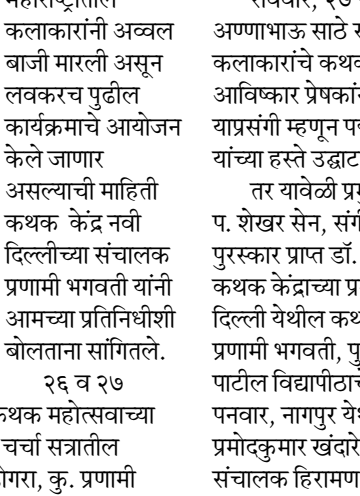 महाराष्ट्रातील
कलाकारांनी अव्वल
बाजी मारली असून
लवकरच पुढील
कार्यक्रमाचे आयोजन
केले जाणार
असल्याची माहिती
कथक केंद्र नवी
दिल्लीच्या संचालक
प्रणामी भगवती यांनी
आमच्या प्रतिनिधीशी
बोलताना सांगितले.
२६ व २७
कथक महोत्सवाच्या
चर्चा सत्रातील
कु. प्रणामी
अण्णाभाऊ साठे
कलाकारांचे
आविष्कार
याप्रसंगी म्हणून
यांच्या हस्ते
तर यावेळी
प. शेखर सेन,
पुरस्कार प्राप्त डॉ.
कथक केंद्राच्या
दिल्ली येथील
प्रणामी भगवती,
पाटील
पनवार, नागपूर
प्रमोदकुमार खंदारे
संचालक